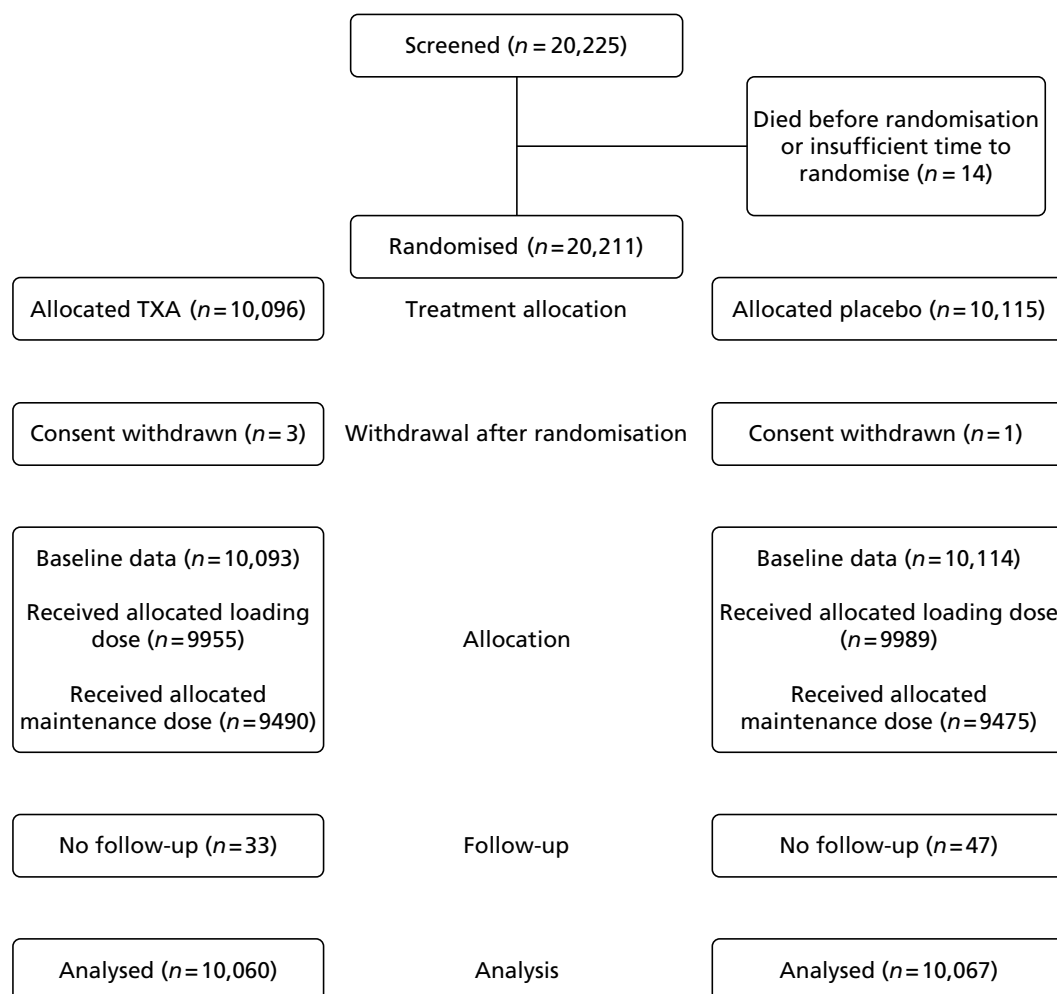 Screened (n = 20,225)
Died before randomisation
or insufficient time to
randomise (n = 14)
Randomised (n=20,211)
Allocated TXA (n=10,096)
Treatment allocation
Allocated placebo (n=10,115)
Consent withdrawn (n=3)
Withdrawal after randomisation
Consent withdrawn (n=1)
Baseline data (n=10,093)
Received allocated loading
dose (n=9955)
Received allocated
maintenance dose (n=9490)
Allocation
Baseline data (n=10,114)
Received allocated loading dose
(n=9989)
Received allocated
maintenance dose (n=9475)
No follow-up (n=33)
Follow-up
No follow-up (n=47)
Analysed (n=10,060)
Analysis
Analysed (n=10,067)